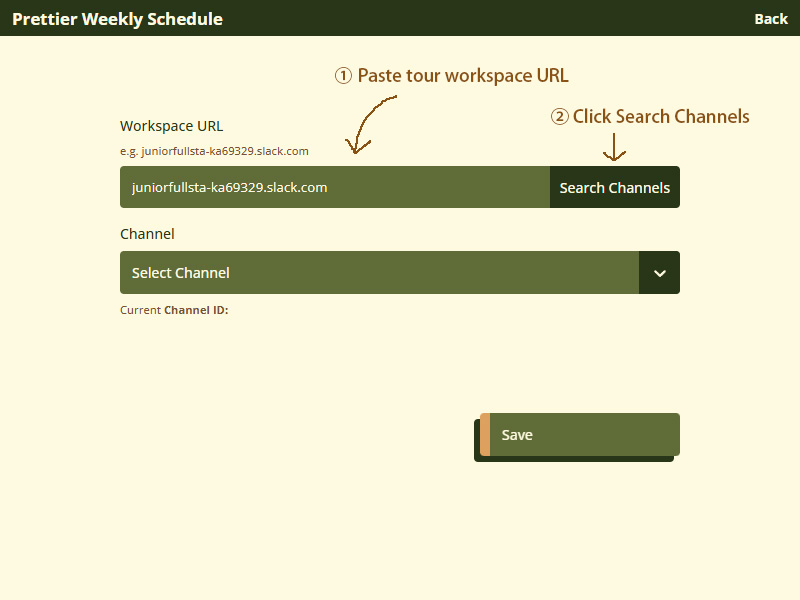 Prettier Weekly Schedule
Back
① Paste tour workspace URL
② Click Search Channels
Workspace URL
e.g. juniorfullsta-ka69329.slack.com
juniorfullsta-ka69329.slack.com
Search Channels
Channel
Select Channel
Current Channel ID:
Save